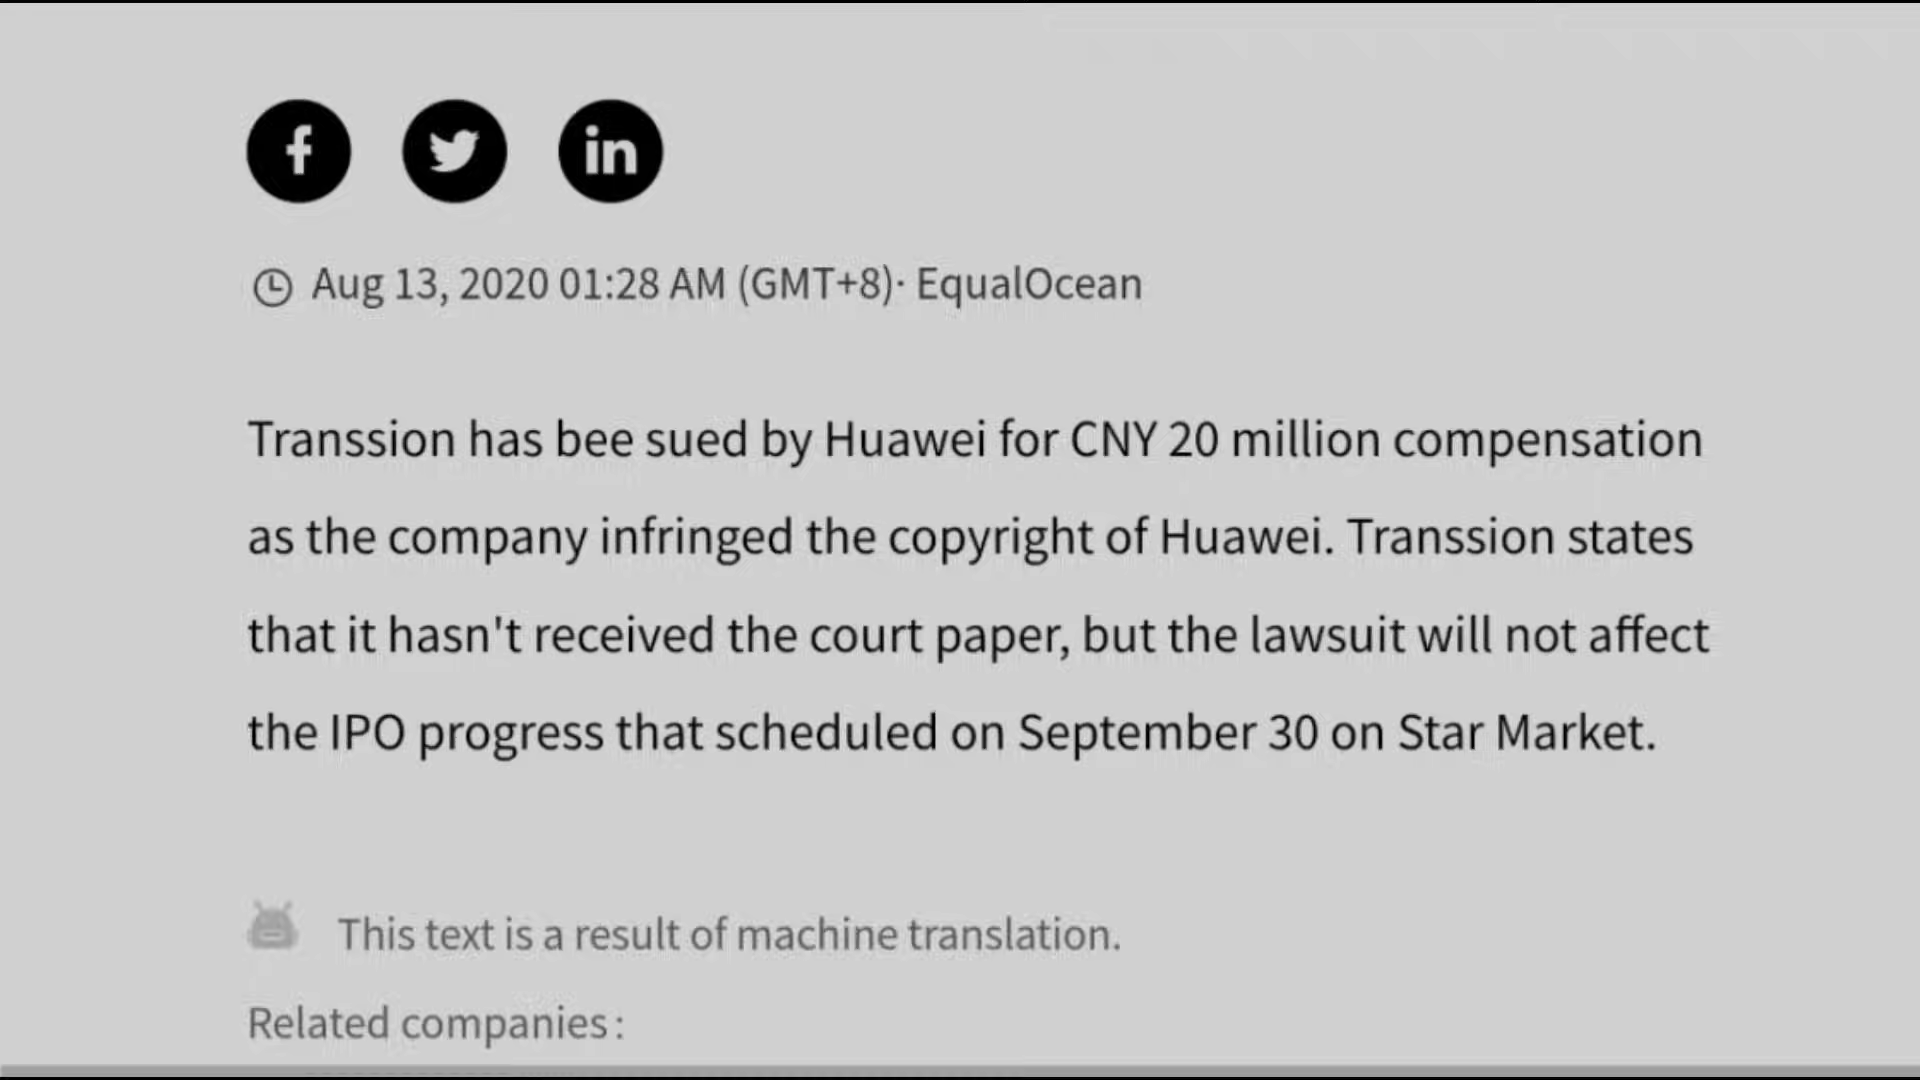 Aug 13, 2020 01:28 AM (GMT+8)· EqualOcean
Transsion has bee sued by Huawei for CNY 20 million compensation
as the company infringed the copyright of Huawei. Transsion states
that it hasn't received the court paper, but the lawsuit will not affect
the IPO progress that scheduled on September 30 on Star Market.
This text is a result of machine translation.
Related companies: